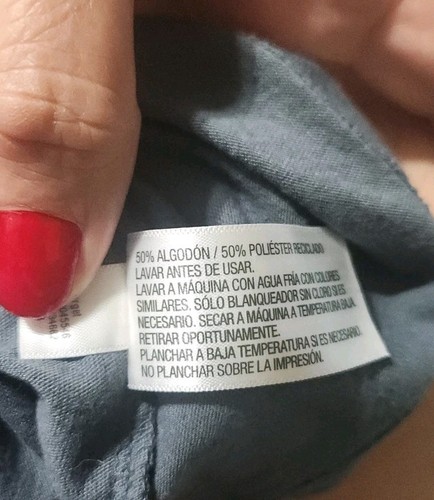 50% ALGODÓN / 50% POLIÉSTER RECICLADO
LAVAR ANTES DE USAR.
LAVAR A MÁQUINA CON AGUA FRÍA CON COLORES
SIMILARES. SÓLO BLANQUEADOR SIN CLORO SI ES
NECESARIO. SECAR A MÁQUINA A TEMPERATURA BAJA.
RETIRAR OPORTUNAMENTE.
PLANCHAR A BAJA TEMPERATURA SI ES NECESARIO.
NO PLANCHAR SOBRE LA IMPRESIÓN.